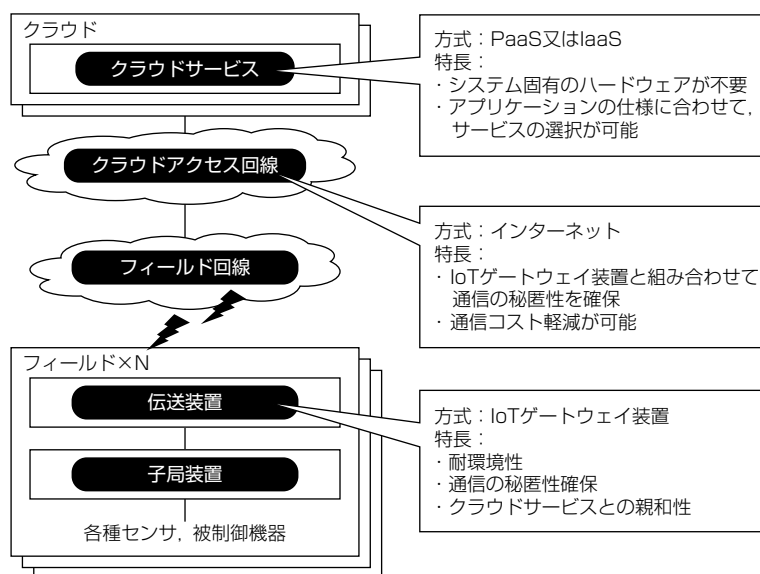 クラウド
クラウドサービス
方式：PaaS又はIaaS
特長：
・システム固有のハードウェアが不要
・アプリケーションの仕様に合わせて，
サービスの選択が可能
クラウドアクセス回線
方式：インターネット
特長：
・IoTゲートウェイ装置と組み合わせて
通信の秘匿性を確保
・通信コスト軽減が可能
フィールド回線
フィールド×N
伝送装置
方式：IoTゲートウェイ装置
特長：
・耐環境性
・通信の秘匿性確保
・クラウドサービスとの親和性
子局装置
各種センサ，被制御機器